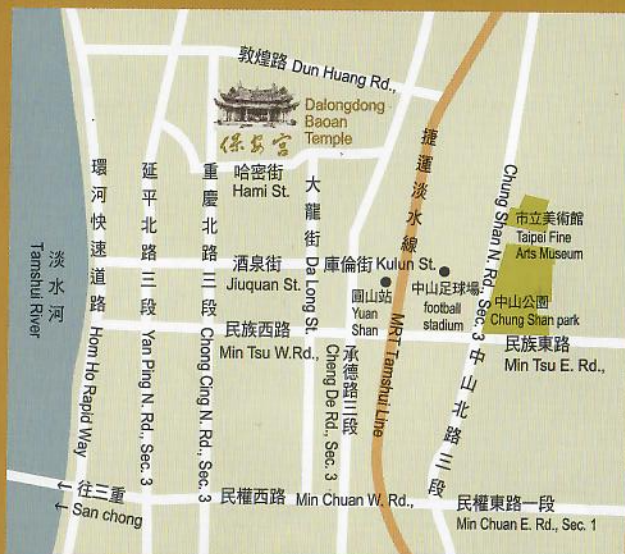 敦煌路 Dun Huang Rd.,
Dalongdong
Baoan
Temple
保安宮
捷運淡水線
MRT Tamshui Line
環河快速道路
Hom Ho Rapid Way
延平北路三段
Yan Ping N. Rd., Sec. 3
重慶北路三段
Chong Cing N. Rd., Sec. 3
哈密街
Hami St.
大龍街 Da Long St.
Chung Shan N. Rd., Sec. 3 中山北路三段
市立美術館
Taipei Fine
Arts Museum
淡水河
Tamshui River
酒泉街
Jiuquan St.
庫倫街 Kulun St.
圓山站
Yuan
Shan
中山足球場
football
stadium
中山公園
Chung Shan park
民族西路
Min Tsu W.Rd.,
承德路三段
Cheng De Rd., Sec. 3
民族東路
Min Tsu E. Rd.,
← 往三重
← San chong
民權西路 Min Chuan W. Rd.,
民權東路一段
Min Chuan E. Rd., Sec. 1